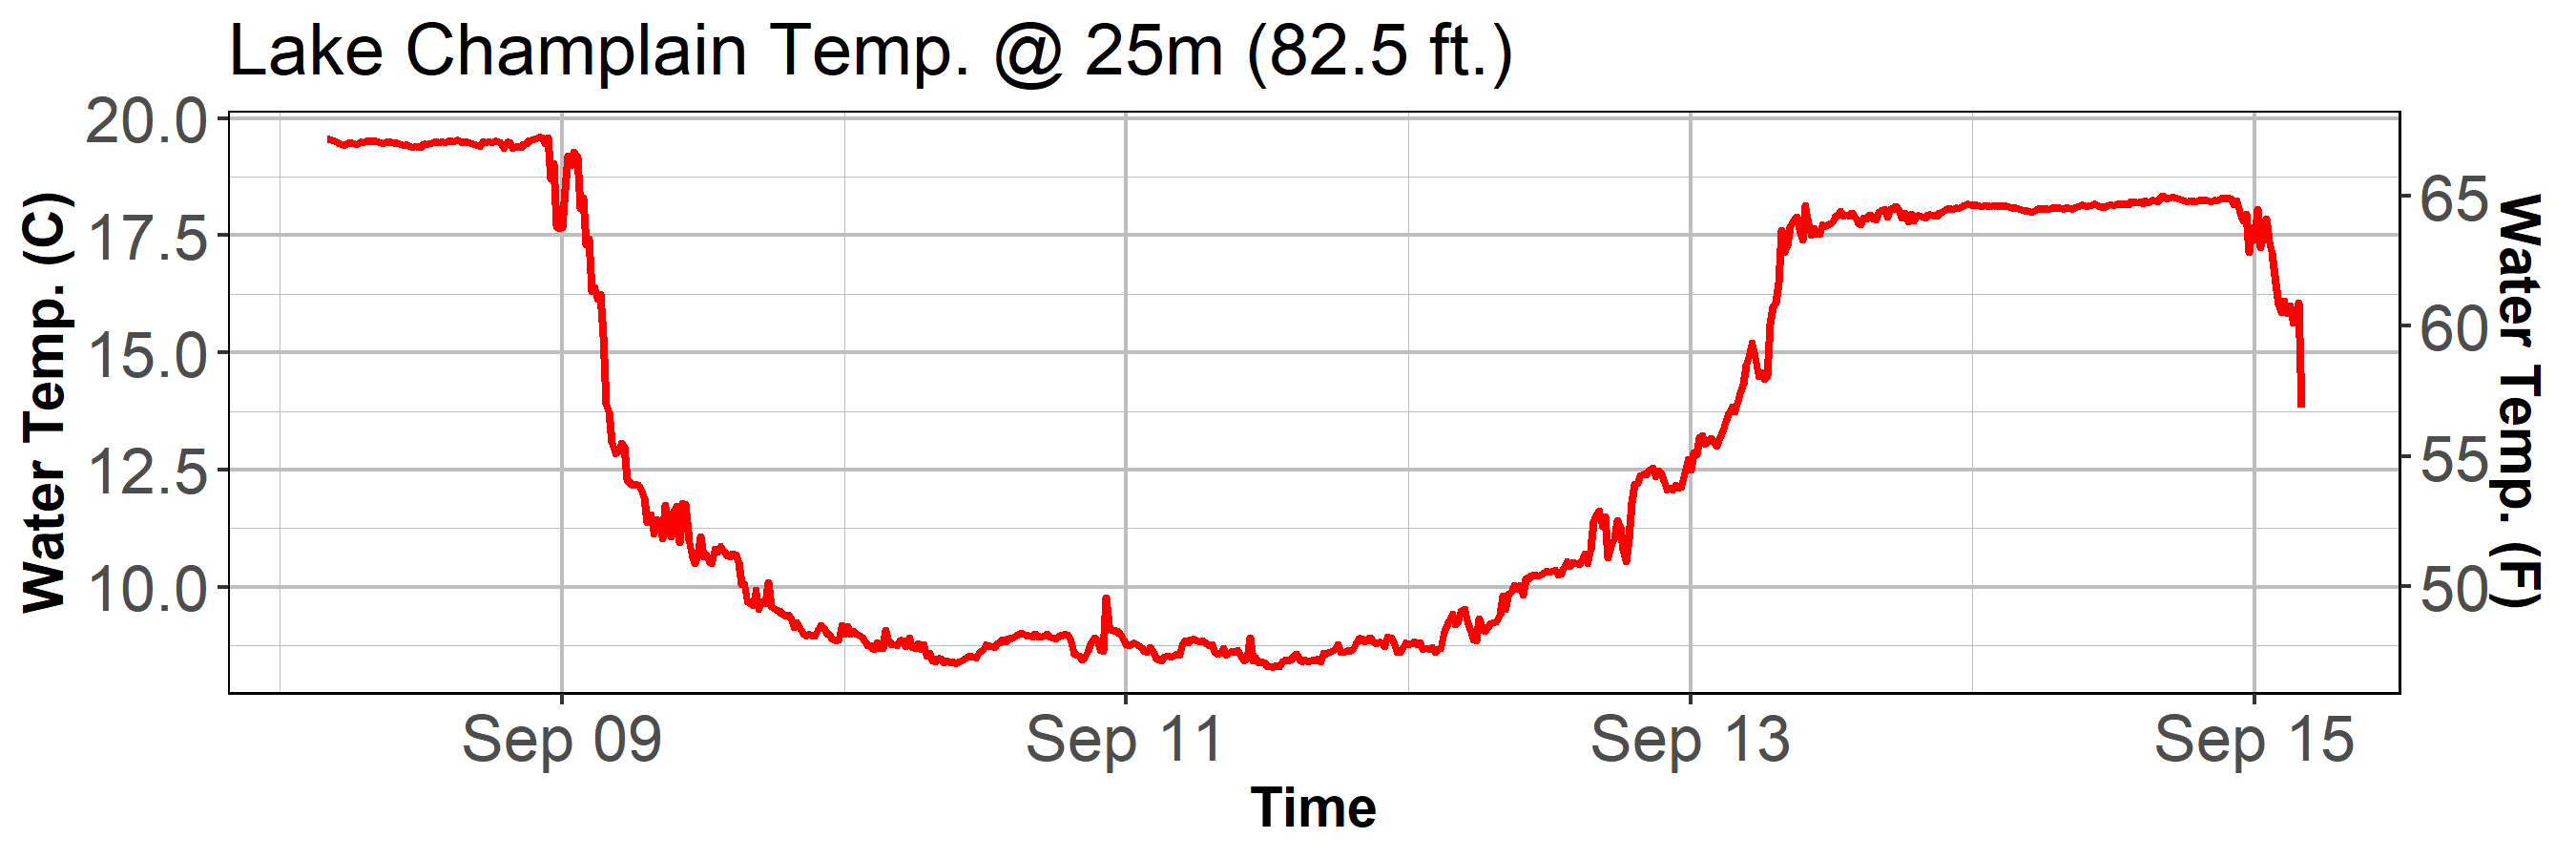 Lake Champlain Temp. @ 25m (82.5 ft.)
Water Temp. (C)
20.0
17.5
15.0
12.5
10.0
65
60
55
50
Water Temp. (F)
Sep 09
Sep 11
Sep 13
Sep 15
Time